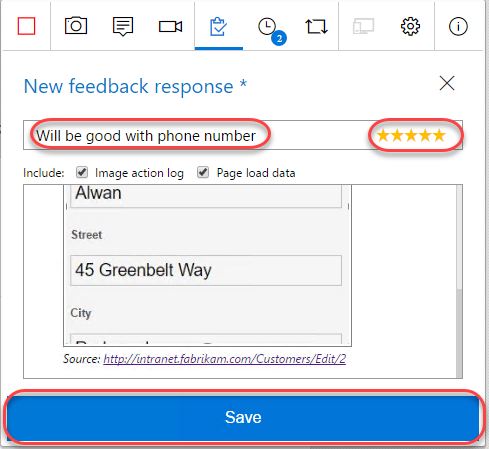 2
New feedback response *
Will be good with phone number
Include: Image action log Page load data
Alwan
Street
45 Greenbelt Way
City
Source: http://intranet.fabrikam.com/Customers/Edit/2
Save